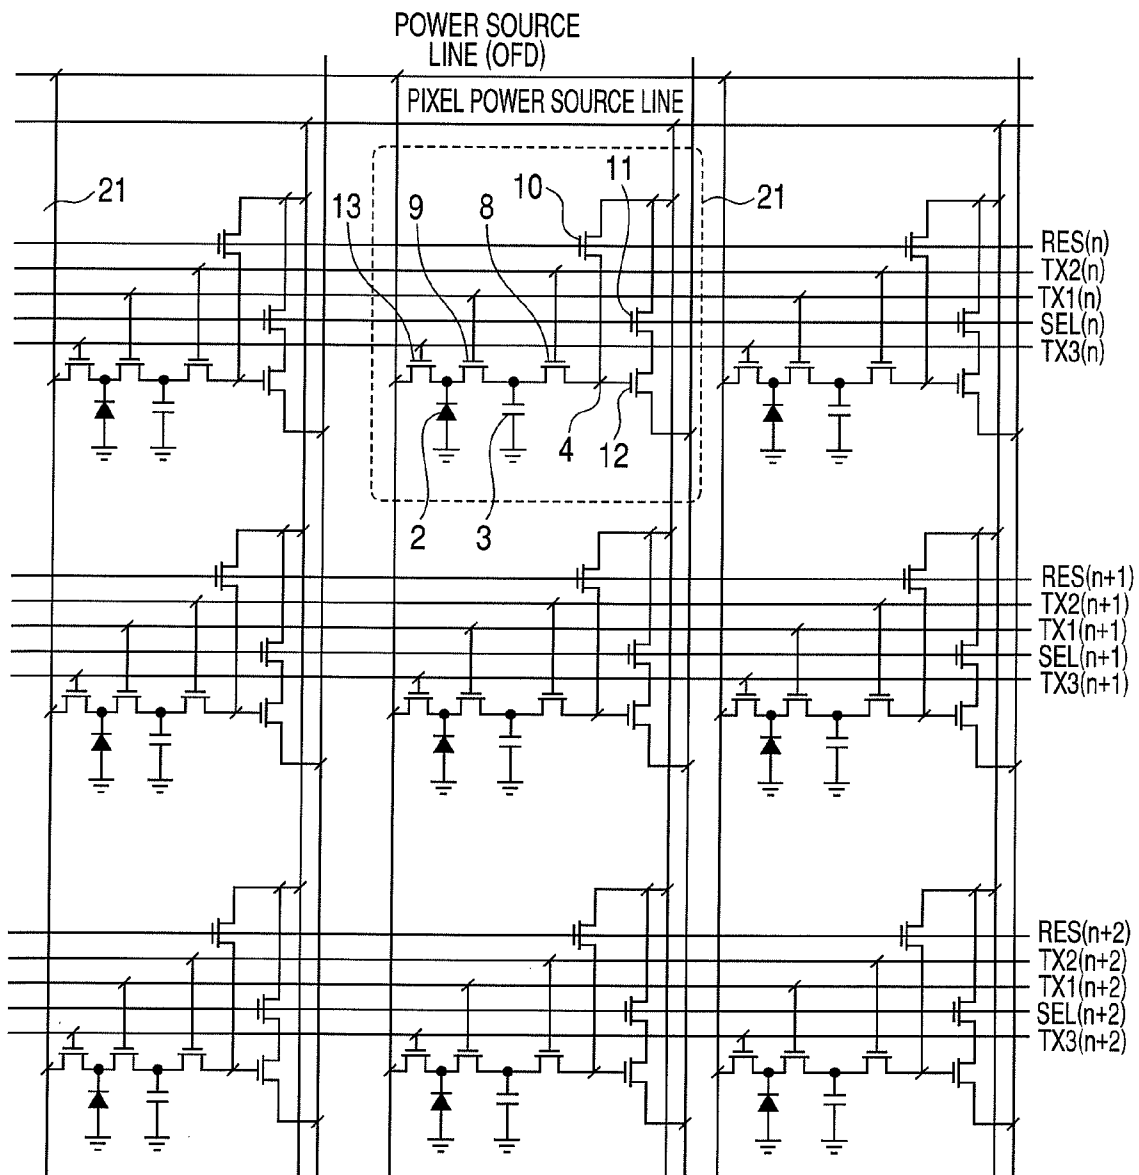 POWER SOURCE
LINE (OFD)
PIXEL POWER SOURCE LINE
21
13
9
8
10
11
21
RES(n)
TX2(n)
TX1(n)
SEL(n)
TX3(n)
2
3
4
12
RES(n+1)
TX2(n+1)
TX1(n+1)
SEL(n+1)
TX3(n+1)
RES(n+2)
TX2(n+2)
TX1(n+2)
SEL(n+2)
TX3(n+2)